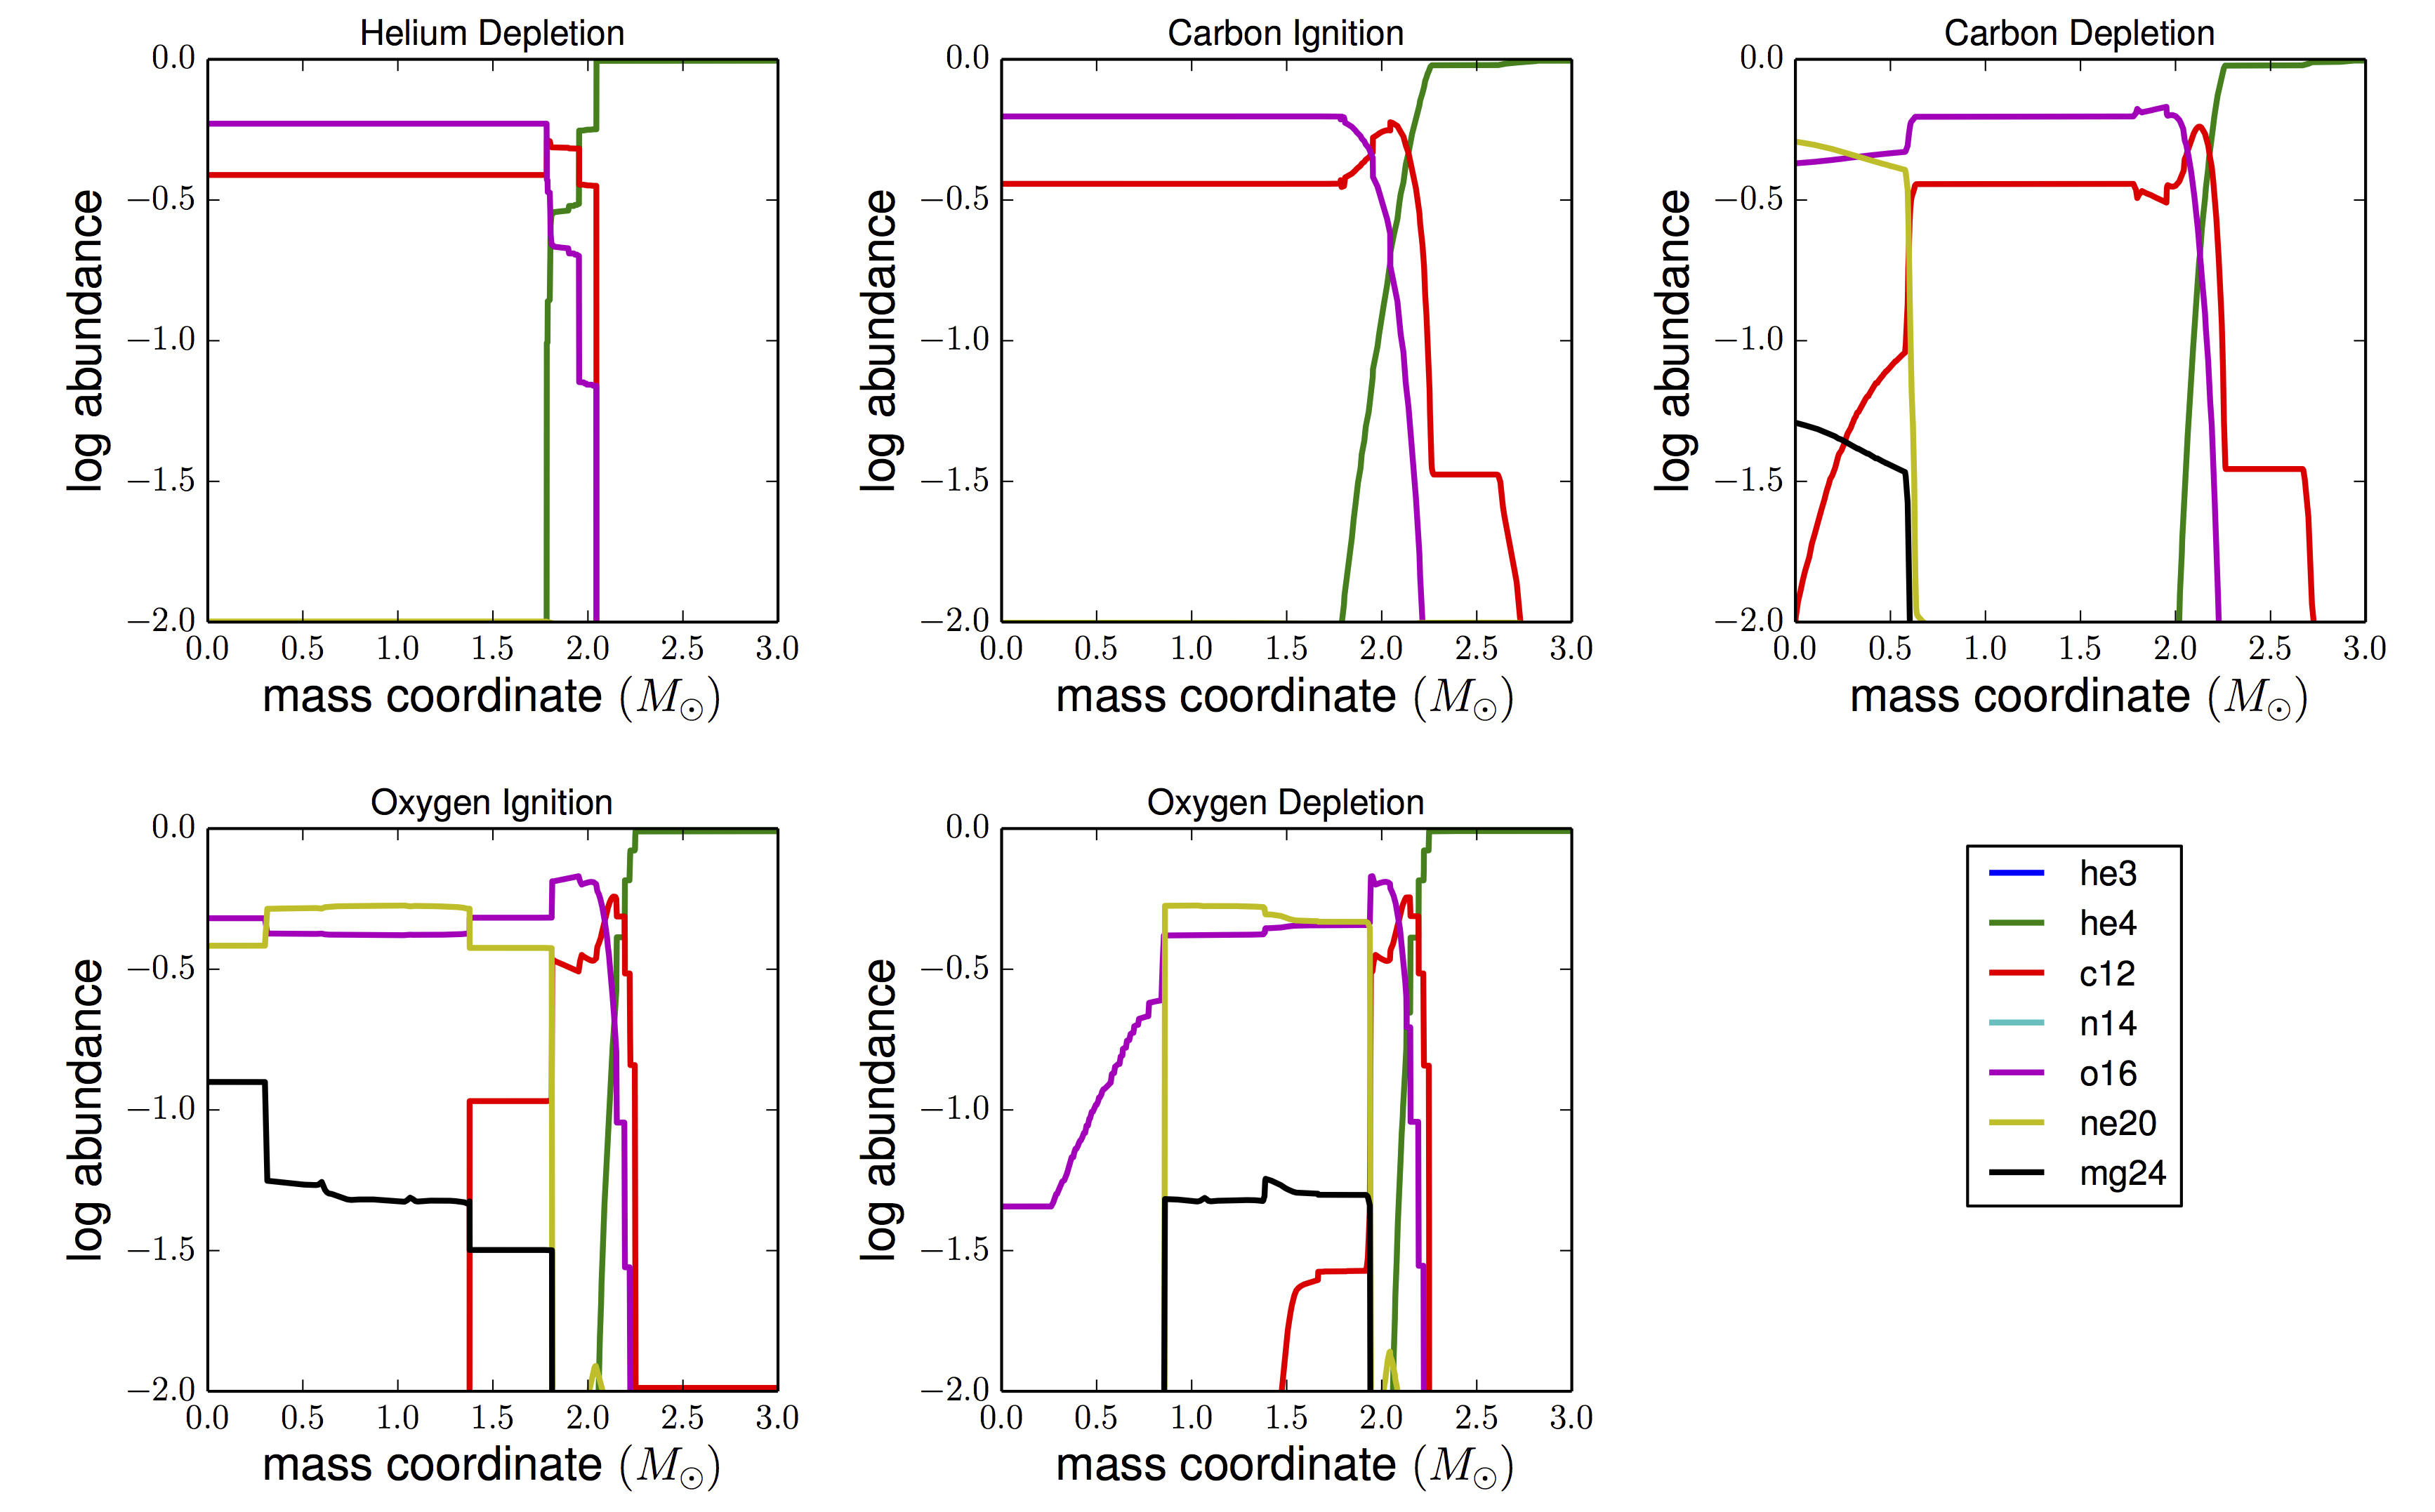 Helium Depletion
Carbon Ignition
Carbon Depletion
0.0
−0.5
−1.0
−1.5
−2.0
log abundance
0.0 0.5 1.0 1.5 2.0 2.5 3.0
mass coordinate (M☉)
0.0
−0.5
−1.0
−1.5
−2.0
log abundance
0.0 0.5 1.0 1.5 2.0 2.5 3.0
mass coordinate (M☉)
0.0
−0.5
−1.0
−1.5
−2.0
log abundance
0.0 0.5 1.0 1.5 2.0 2.5 3.0
mass coordinate (M☉)
Oxygen Ignition
Oxygen Depletion
0.0
−0.5
−1.0
−1.5
−2.0
log abundance
0.0 0.5 1.0 1.5 2.0 2.5 3.0
mass coordinate (M☉)
0.0
−0.5
−1.0
−1.5
−2.0
log abundance
0.0 0.5 1.0 1.5 2.0 2.5 3.0
mass coordinate (M☉)
he3
he4
c12
n14
o16
ne20
mg24